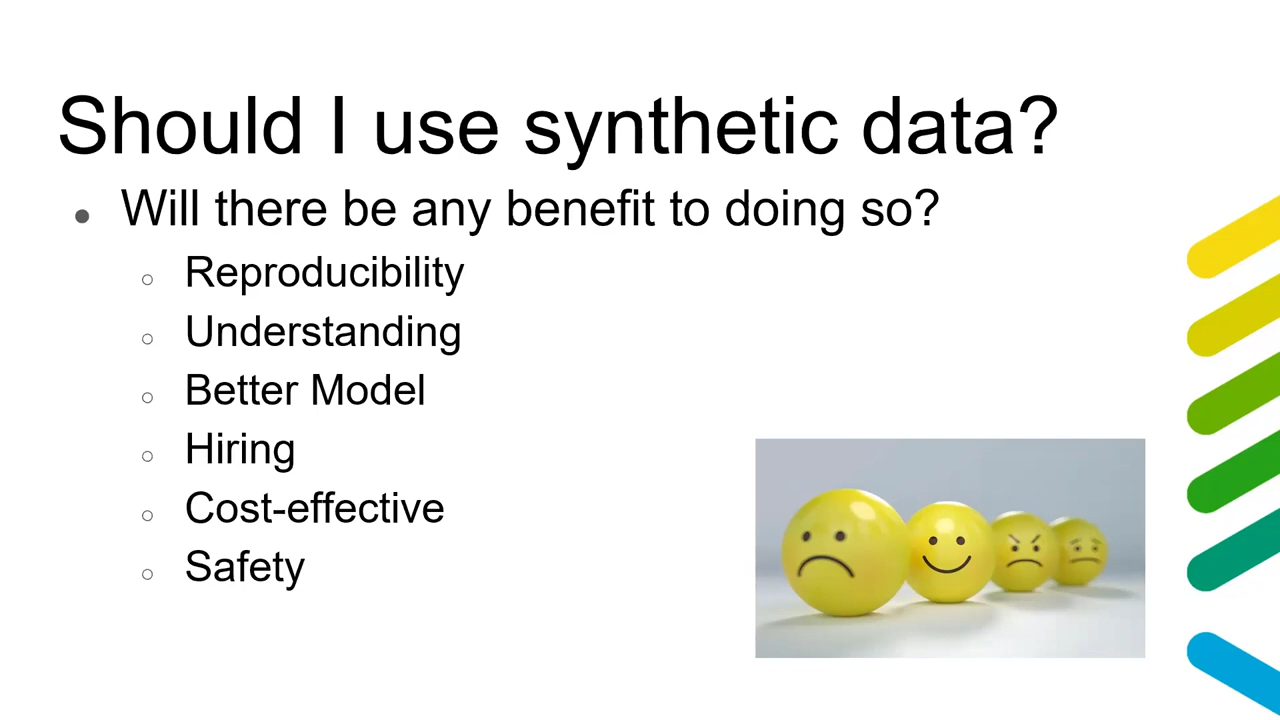 Should I use synthetic data?
Will there be any benefit to doing so?
Reproducibility
Understanding
Better Model
Hiring
Cost-effective
Safety